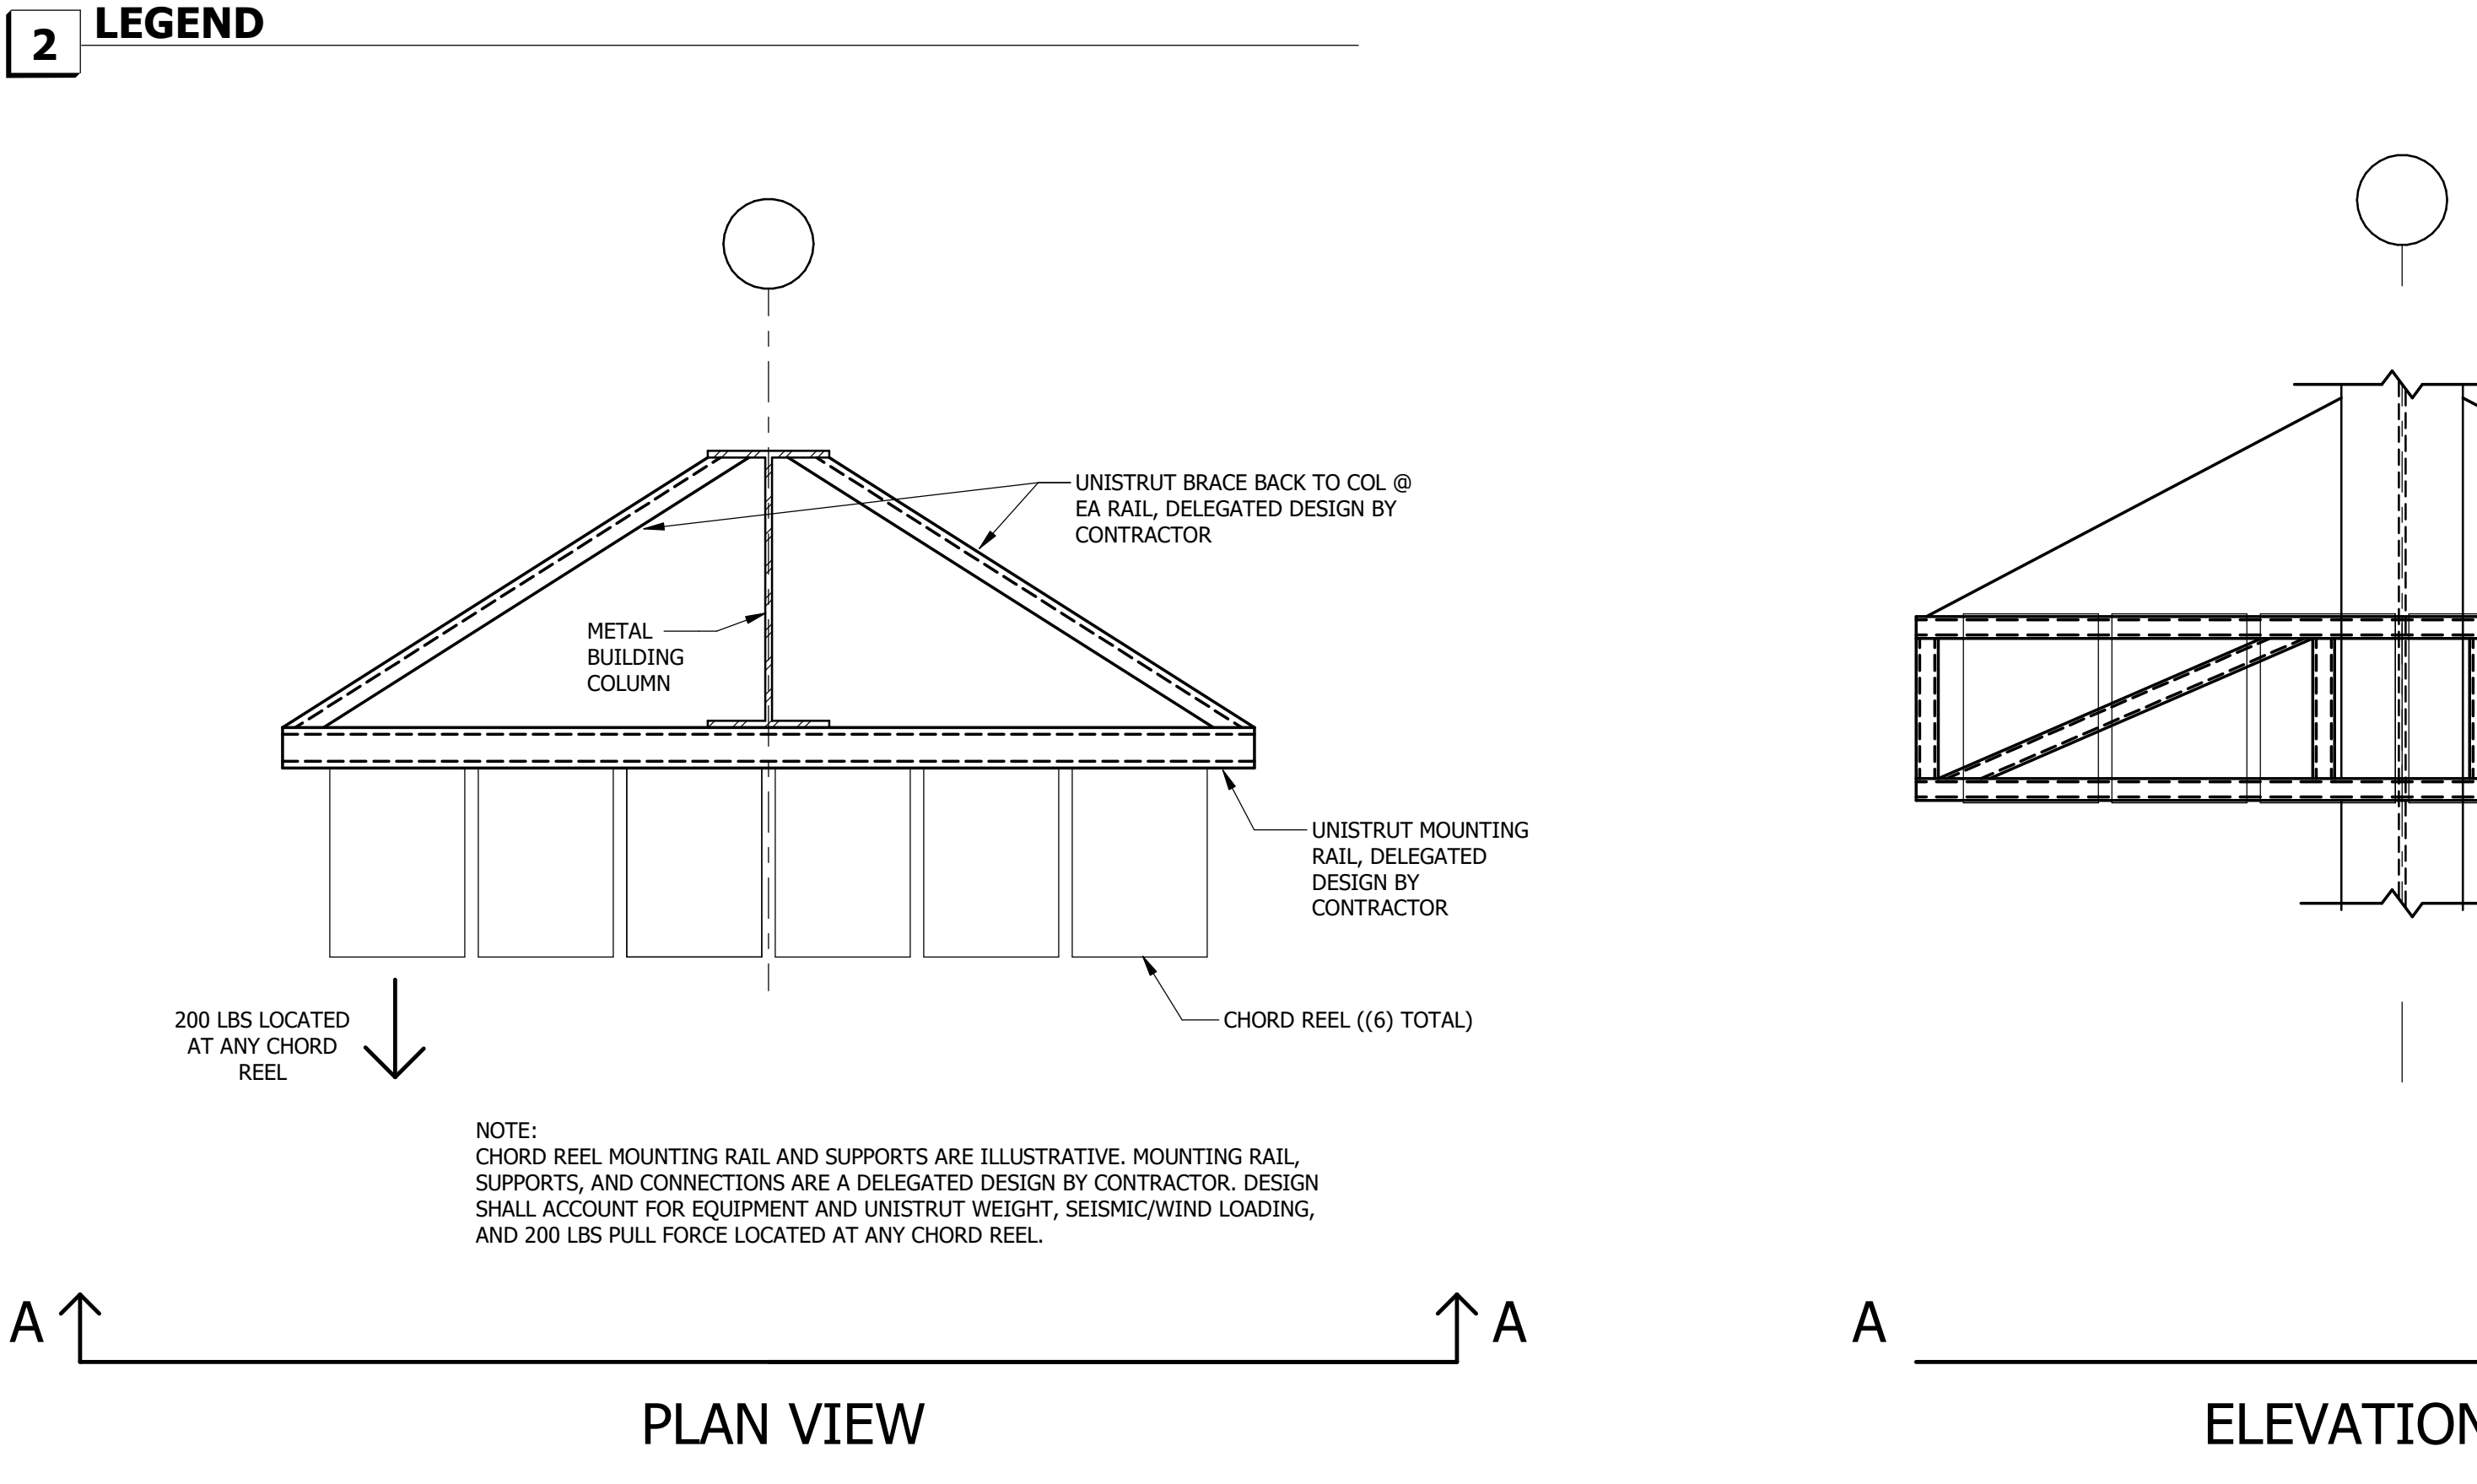 2
LEGEND
UNISTRUT BRACE BACK TO COL @
EA RAIL, DELEGATED DESIGN BY
CONTRACTOR
METAL
BUILDING
COLUMN
UNISTRUT MOUNTING
RAIL, DELEGATED
DESIGN BY
CONTRACTOR
200 LBS LOCATED
AT ANY CHORD
REEL
CHORD REEL ((6) TOTAL)
NOTE:
CHORD REEL MOUNTING RAIL AND SUPPORTS ARE ILLUSTRATIVE. MOUNTING RAIL,
SUPPORTS, AND CONNECTIONS ARE A DELEGATED DESIGN BY CONTRACTOR. DESIGN
SHALL ACCOUNT FOR EQUIPMENT AND UNISTRUT WEIGHT, SEISMIC/WIND LOADING,
AND 200 LBS PULL FORCE LOCATED AT ANY CHORD REEL.
A
A
PLAN VIEW
A
ELEVATION